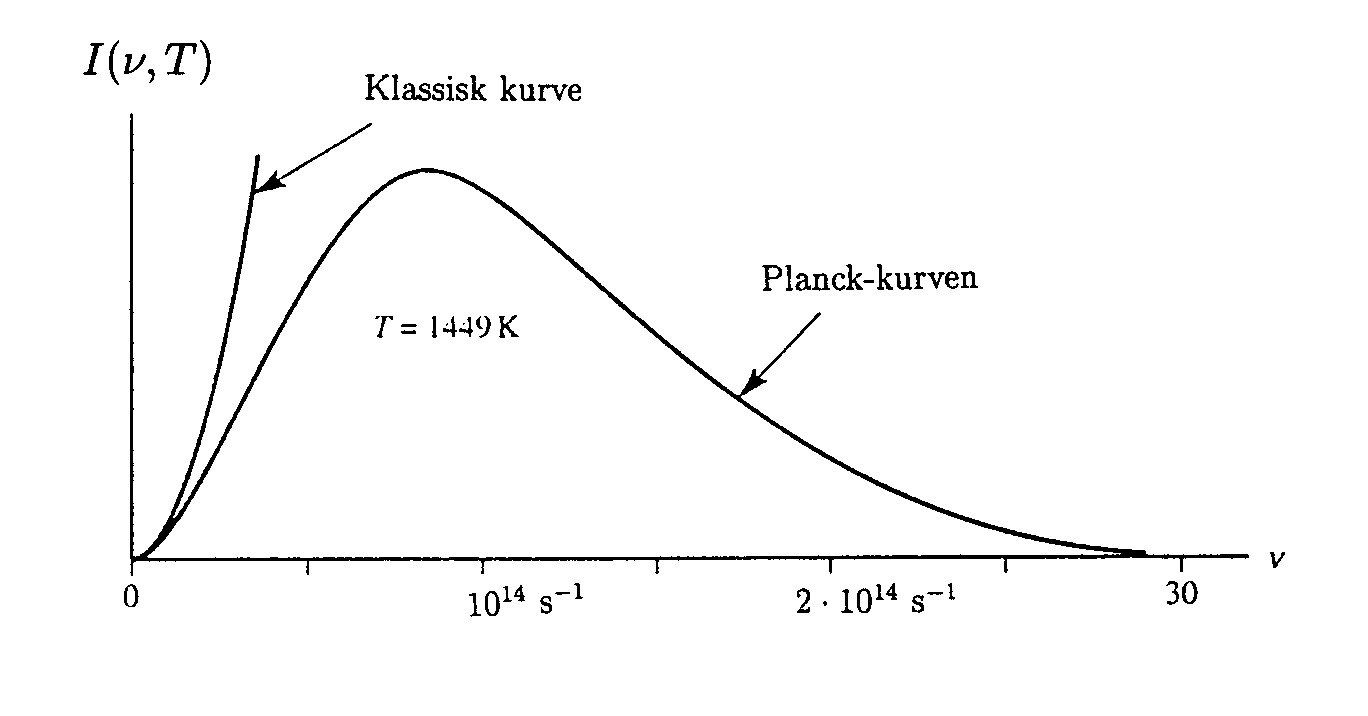 I(ν, T)
Klassisk kurve
Planck-kurven
T = 1449 K
0
10¹⁴ s⁻¹
2 · 10¹⁴ s⁻¹
30
ν